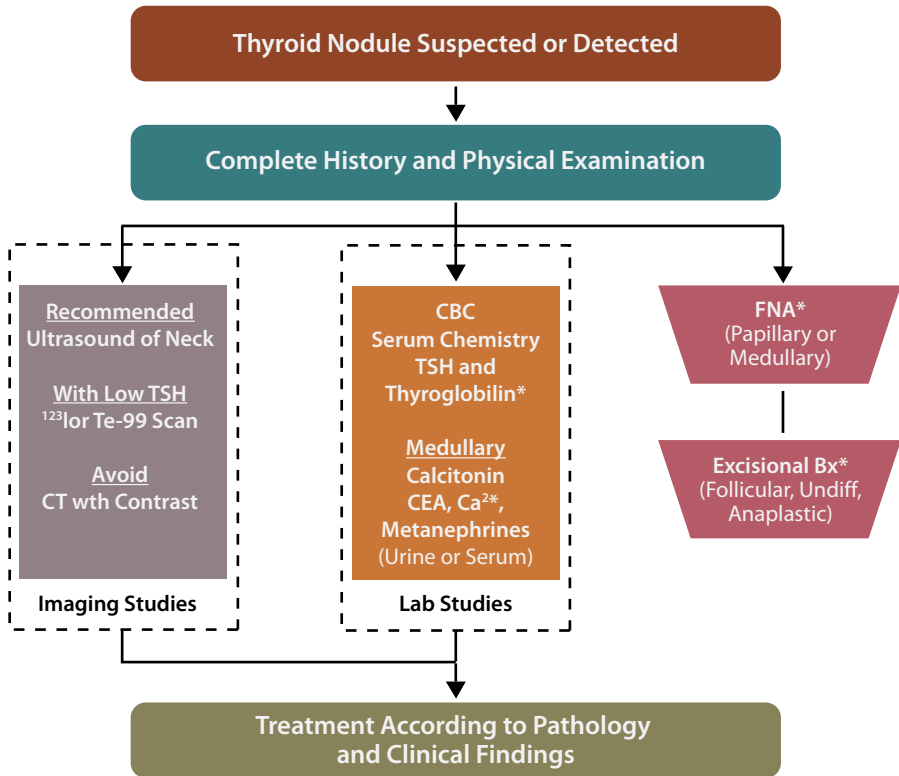 Thyroid Nodule Suspected or Detected
Complete History and Physical Examination
Recommended
Ultrasound of Neck
With Low TSH
¹²³Ior Te-99 Scan
Avoid
CT wth Contrast
Imaging Studies
CBC
Serum Chemistry
TSH and
Thyroglobilin*
Medullary
Calcitonin
CEA, Ca²*,
Metanephrines
(Urine or Serum)
Lab Studies
FNA*
(Papillary or
Medullary)
Excisional Bx*
(Follicular, Undiff,
Anaplastic)
Treatment According to Pathology
and Clinical Findings